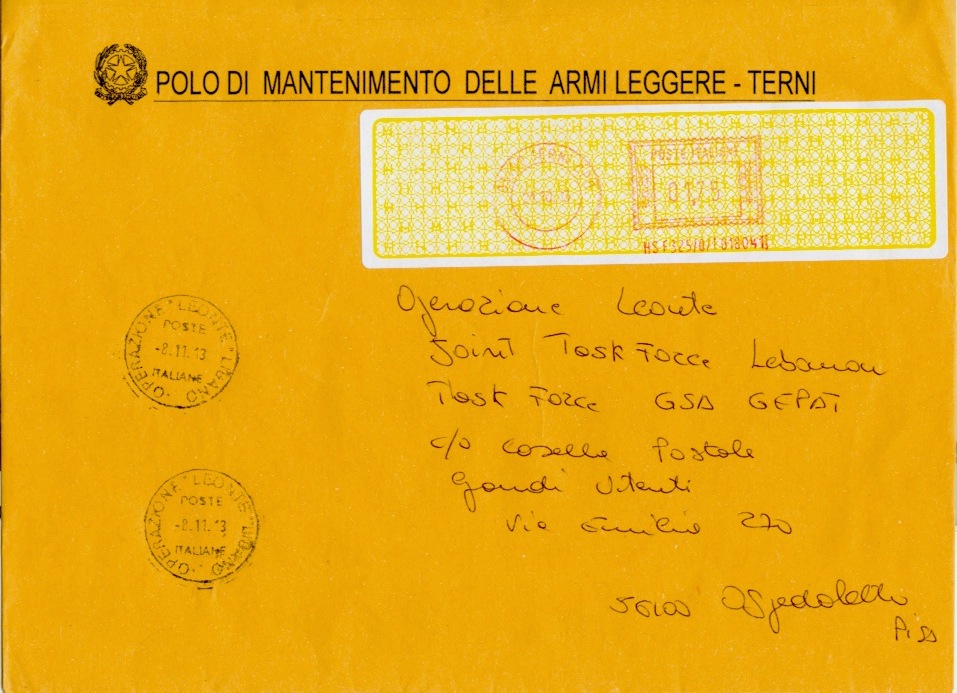 POLO DI MANTENIMENTO DELLE ARMI LEGGERE - TERNI
POSTE ITALIANE
01,75
Operazione Leonte
Joint Task Force Lebanon
Task Force GSA GEPAT
c/o Casella Postale
Grandi Utenti
Via Emilia 270
56100 Ospedaletto
Pisa
OPERAZIONE "LEONTE" LIBANO
POSTE
-8.11.13
ITALIANE
OPERAZIONE "LEONTE" LIBANO
POSTE
-8.11.13
ITALIANE